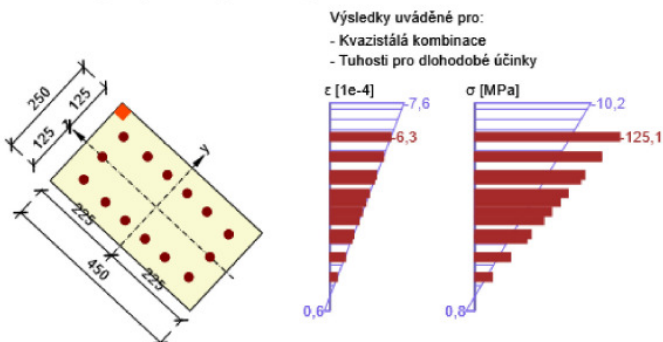 Výsledky uváděné pro:
- Kvazistálá kombinace
- Tuhosti pro dlohodobé účinky
ε [1e-4]
σ [MPa]
-7,6
-10,2
-6,3
-125,1
0,6
0,8
250
125
125
y
225
450
225